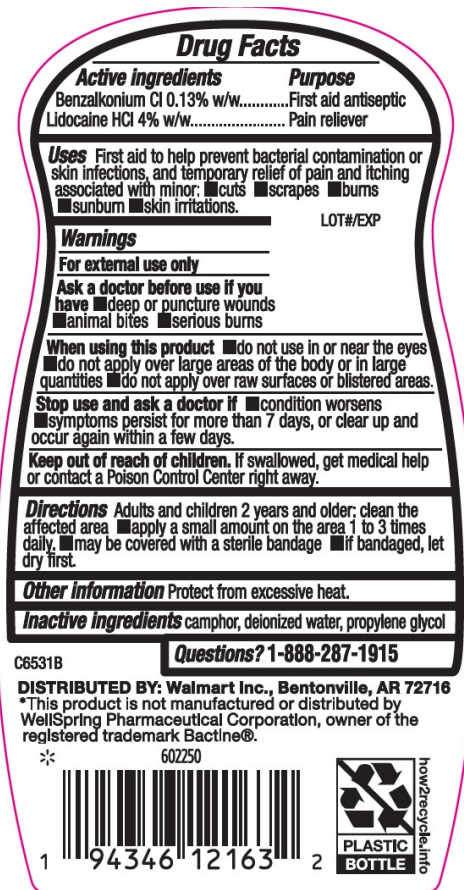 Drug Facts
Active ingredients Purpose
Benzalkonium Cl 0.13% w/w............First aid antiseptic
Lidocaine HCl 4% w/w...................... Pain reliever
Uses First aid to help prevent bacterial contamination or
skin infections, and temporary relief of pain and itching
associated with minor: ■cuts ■scrapes ■burns
■sunburn ■skin irritations.
LOT#/EXP
Warnings
For external use only
Ask a doctor before use if you
have ■deep or puncture wounds
■animal bites ■serious burns
When using this product ■do not use in or near the eyes
■do not apply over large areas of the body or in large
quantities ■do not apply over raw surfaces or blistered areas.
Stop use and ask a doctor if ■condition worsens
■symptoms persist for more than 7 days, or clear up and
occur again within a few days.
Keep out of reach of children. If swallowed, get medical help
or contact a Poison Control Center right away.
Directions Adults and children 2 years and older: clean the
affected area ■apply a small amount on the area 1 to 3 times
daily. ■may be covered with a sterile bandage ■if bandaged, let
dry first.
Other information Protect from excessive heat.
Inactive ingredients camphor, deionized water, propylene glycol
Questions? 1-888-287-1915
C6531B
DISTRIBUTED BY: Walmart Inc., Bentonville, AR 72716
*This product is not manufactured or distributed by
WellSpring Pharmaceutical Corporation, owner of the
registered trademark Bactine®.
602250
1 94346 12163 2
PLASTIC
BOTTLE
how2recycle.info